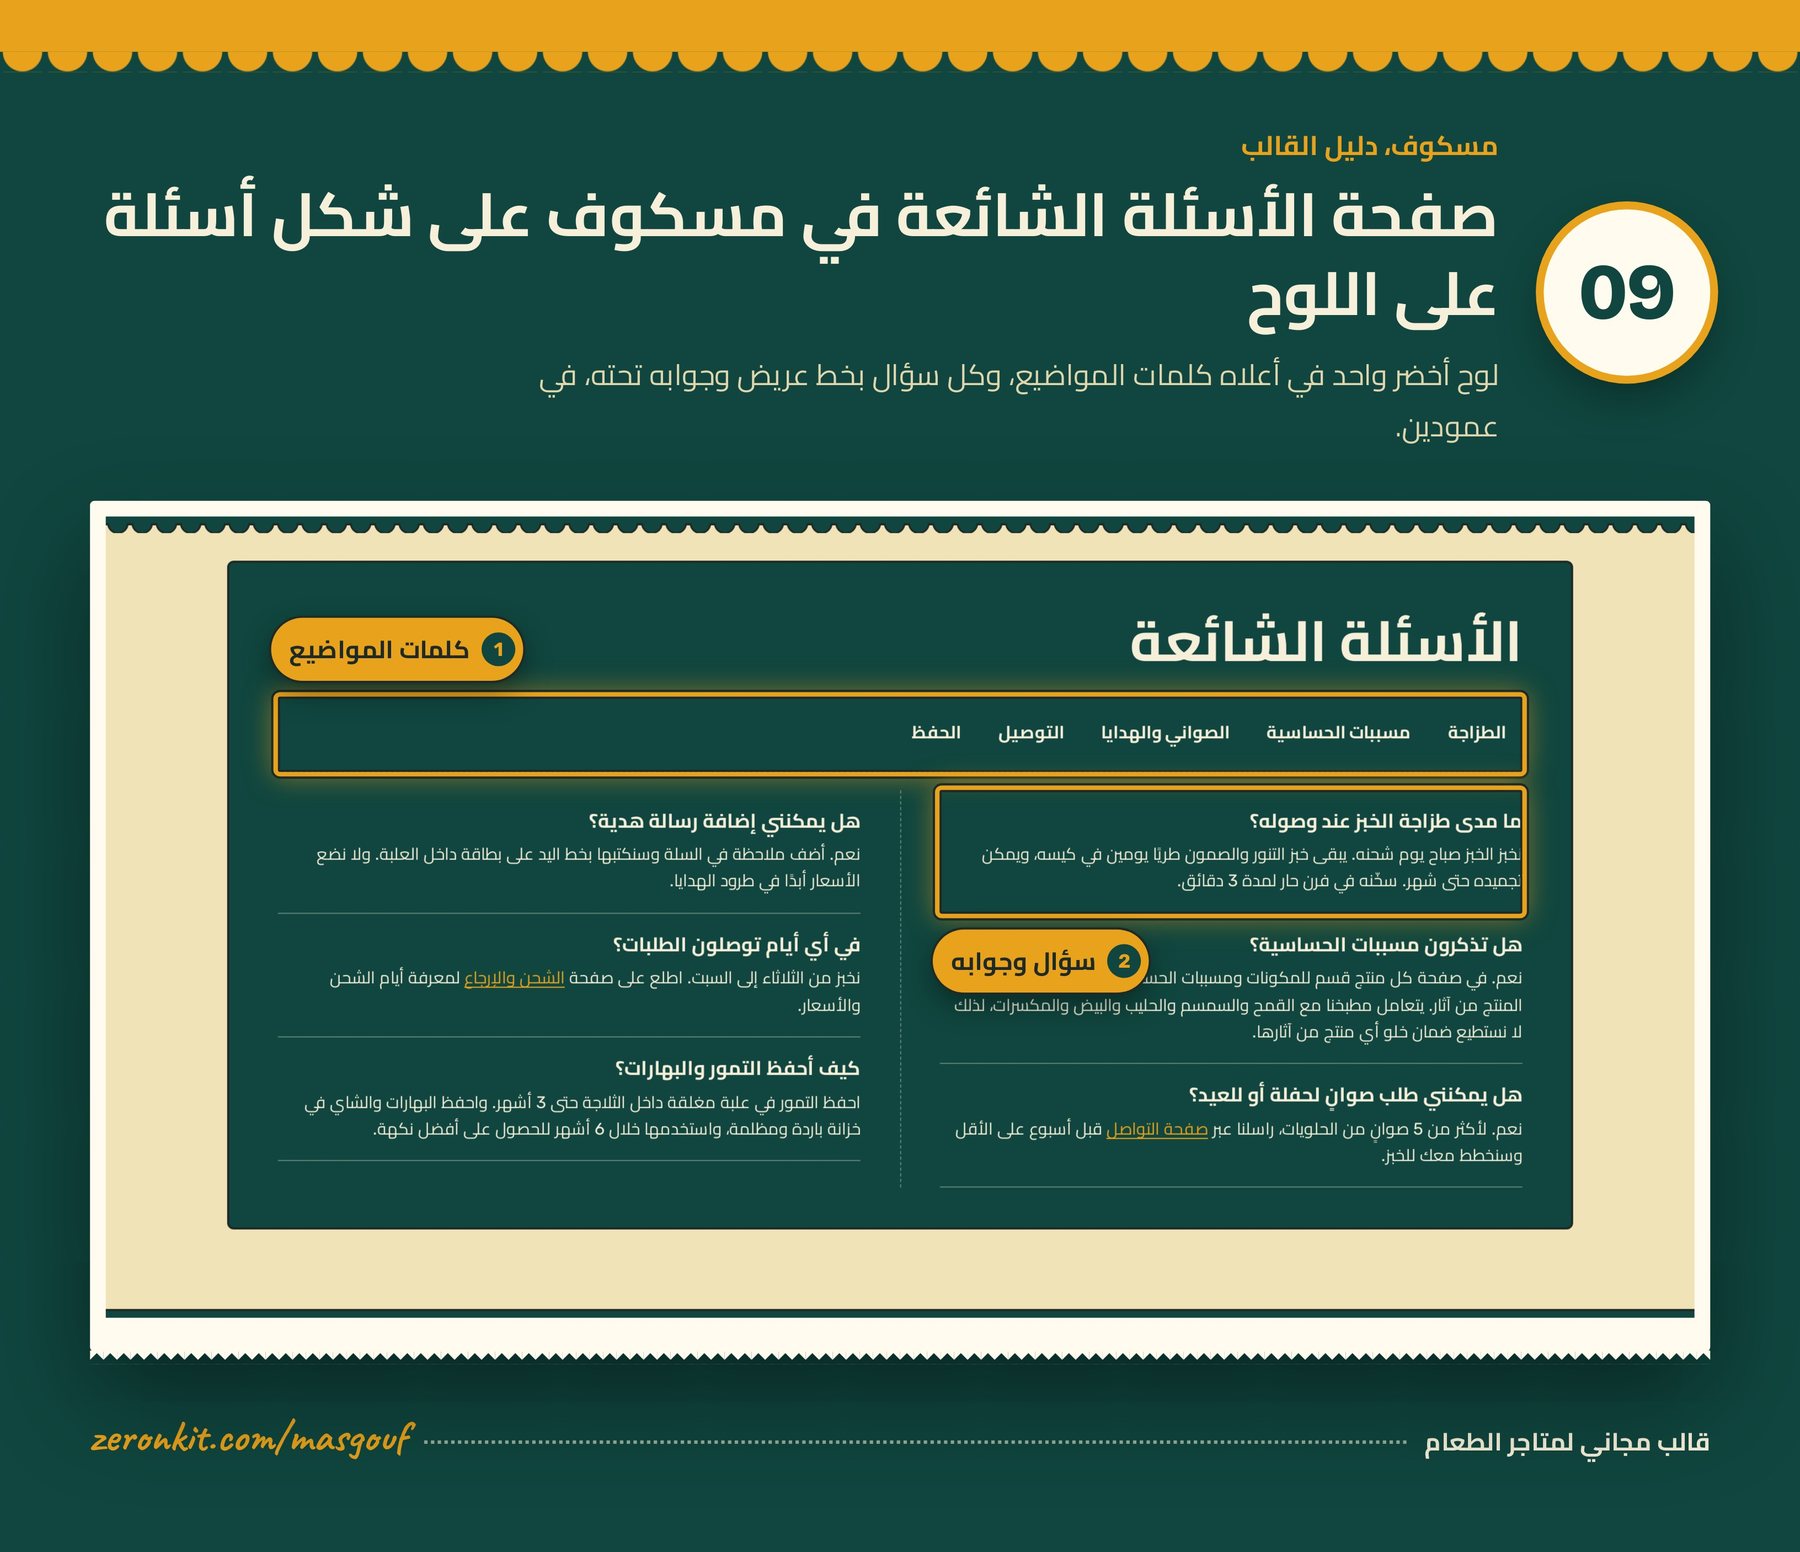 مسكوف، دليل القالب
صفحة الأسئلة الشائعة في مسكوف على شكل أسئلة
على اللوح
09
لوح أخضر واحد في أعلاه كلمات المواضيع، وكل سؤال بخط عريض وجوابه تحته، في
عمودين.
الأسئلة الشائعة
1 كلمات المواضيع
الطزاجة مسببات الحساسية الصواني والهدايا التوصيل الحفظ
ما مدى طزاجة الخبز عند وصوله؟
نخبز الخبز صباح يوم شحنه. يبقى خبز التنور والصمون طريًا يومين في كيسه، ويمكن
تجميده حتى شهر. سخّنه في فرن حار لمدة 3 دقائق.
2 سؤال وجوابه
هل تذكرون مسببات الحساسية؟
نعم. في صفحة كل منتج قسم للمكونات ومسببات
المنتج من آثار. يتعامل مطبخنا مع القمح والسمسم والحليب والبيض والمكسرات، لذلك
لا نستطيع ضمان خلو أي منتج من آثارها.
هل يمكنني طلب صوانٍ لحفلة أو للعيد؟
نعم. لأكثر من 5 صوانٍ من الحلويات، راسلنا عبر صفحة التواصل قبل أسبوع على الأقل
وسنخطط معك للخبز.
هل يمكنني إضافة رسالة هدية؟
نعم. أضف ملاحظة في السلة وسنكتبها بخط اليد على بطاقة داخل العلبة. ولا نضع
الأسعار أبدًا في طرود الهدايا.
في أي أيام توصلون الطلبات؟
نخبز من الثلاثاء إلى السبت. اطلع على صفحة الشحن والإرجاع لمعرفة أيام الشحن
والأسعار.
كيف أحفظ التمور والبهارات؟
احفظ التمور في علبة مغلقة داخل الثلاجة حتى 3 أشهر. واحفظ البهارات والشاي في
خزانة باردة ومظلمة، واستخدمها خلال 6 أشهر للحصول على أفضل نكهة.
قالب مجاني لمتاجر الطعام
zeronkit.com/masgouf